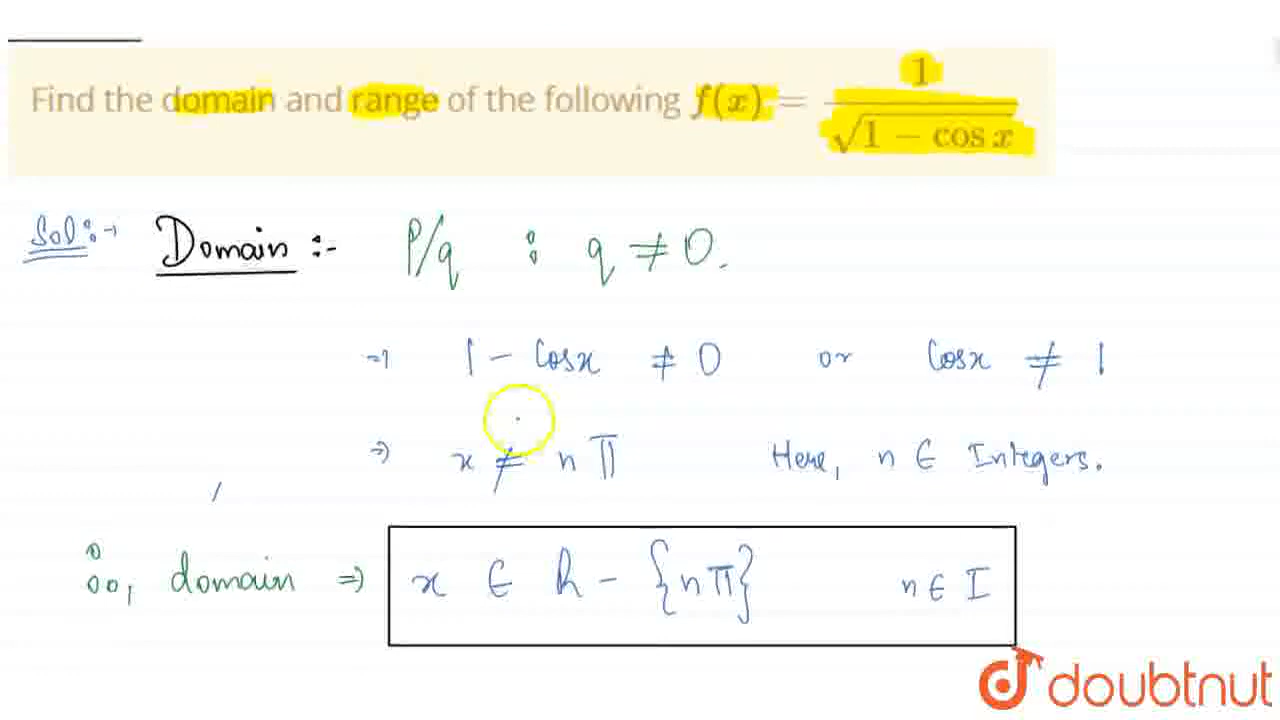 Find the domain and range of the following f(x) = 1/√(1 − cos x)
Sol:→ Domain :- P/q : q ≠ 0.
⇒ 1 − Cosx ≠ 0 or Cosx ≠ 1
⇒ x ≠ nπ Here, n ∈ Integers.
∴, domain ⇒ x ∈ R − {nπ} n ∈ I
doubtnut